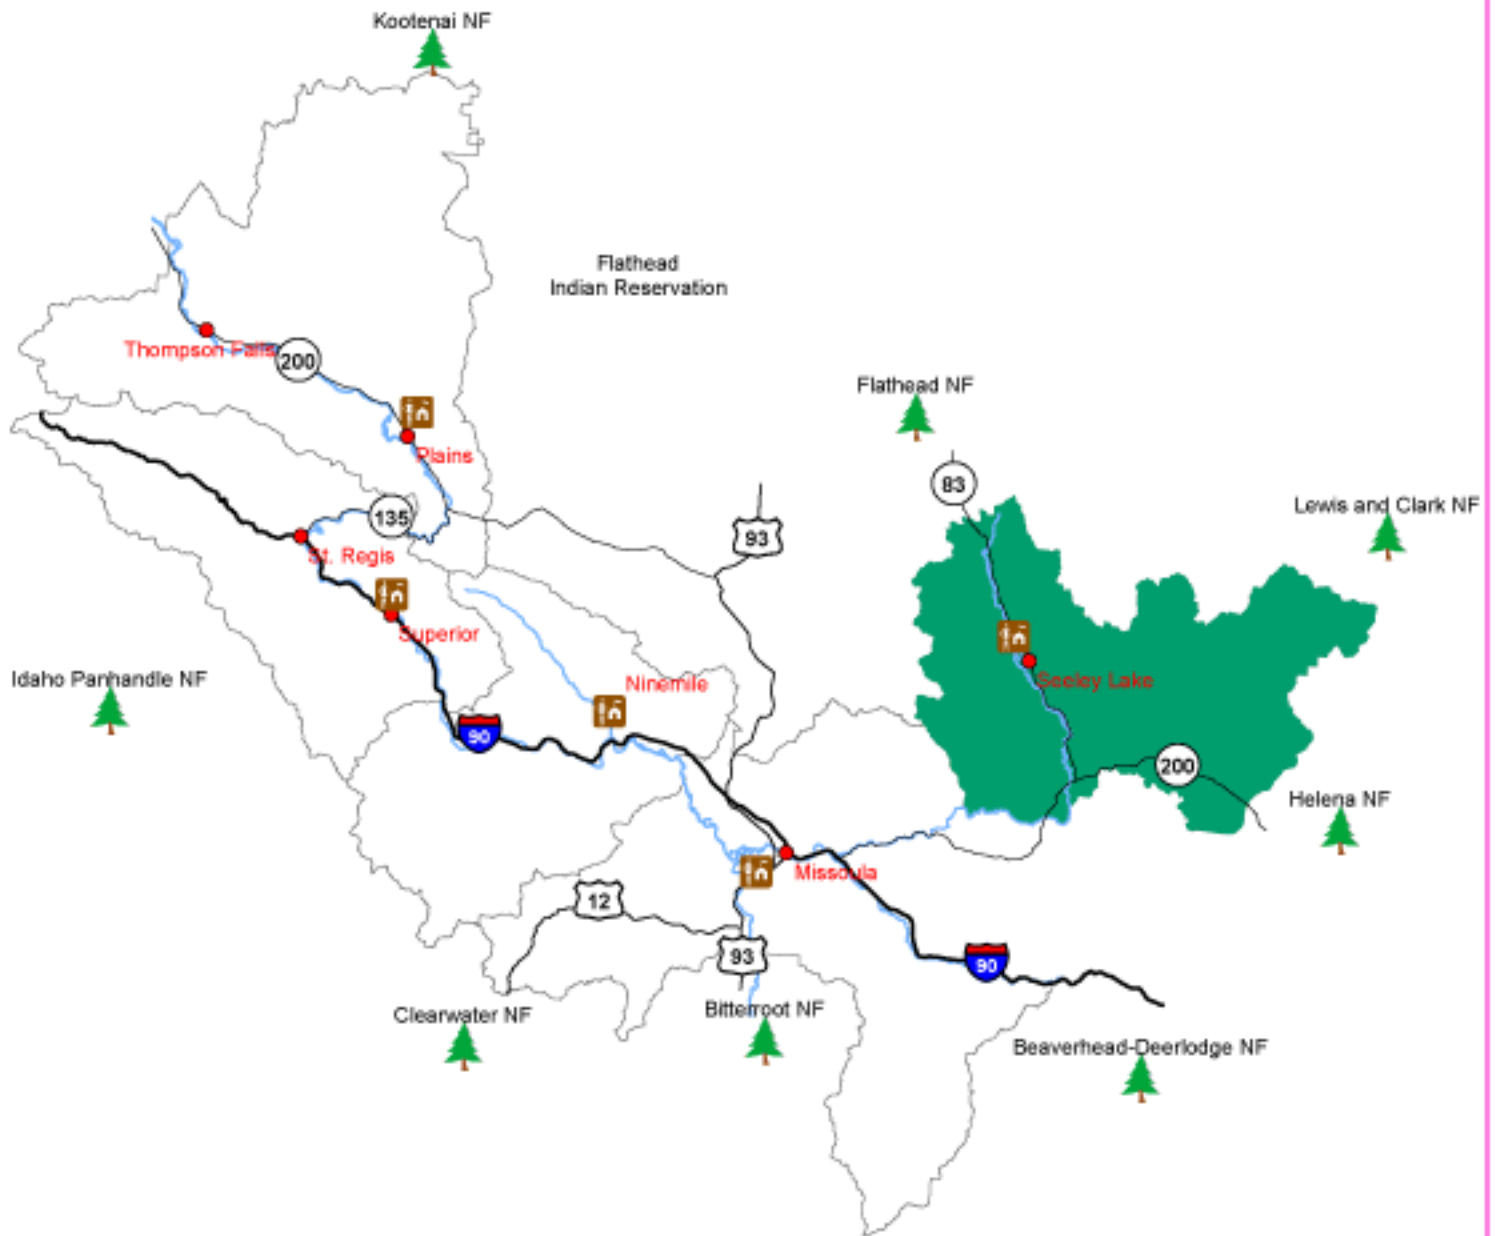 Kootenai NF
Flathead
Indian Reservation
Thompson Falls
200
Flathead NF
Plains
83
Lewis and Clark NF
135
93
St. Regis
Superior
Idaho Panhandle NF
Ninemile
Seeley Lake
90
200
Helena NF
Missoula
12
93
90
Clearwater NF
Bitterroot NF
Beaverhead-Deerlodge NF